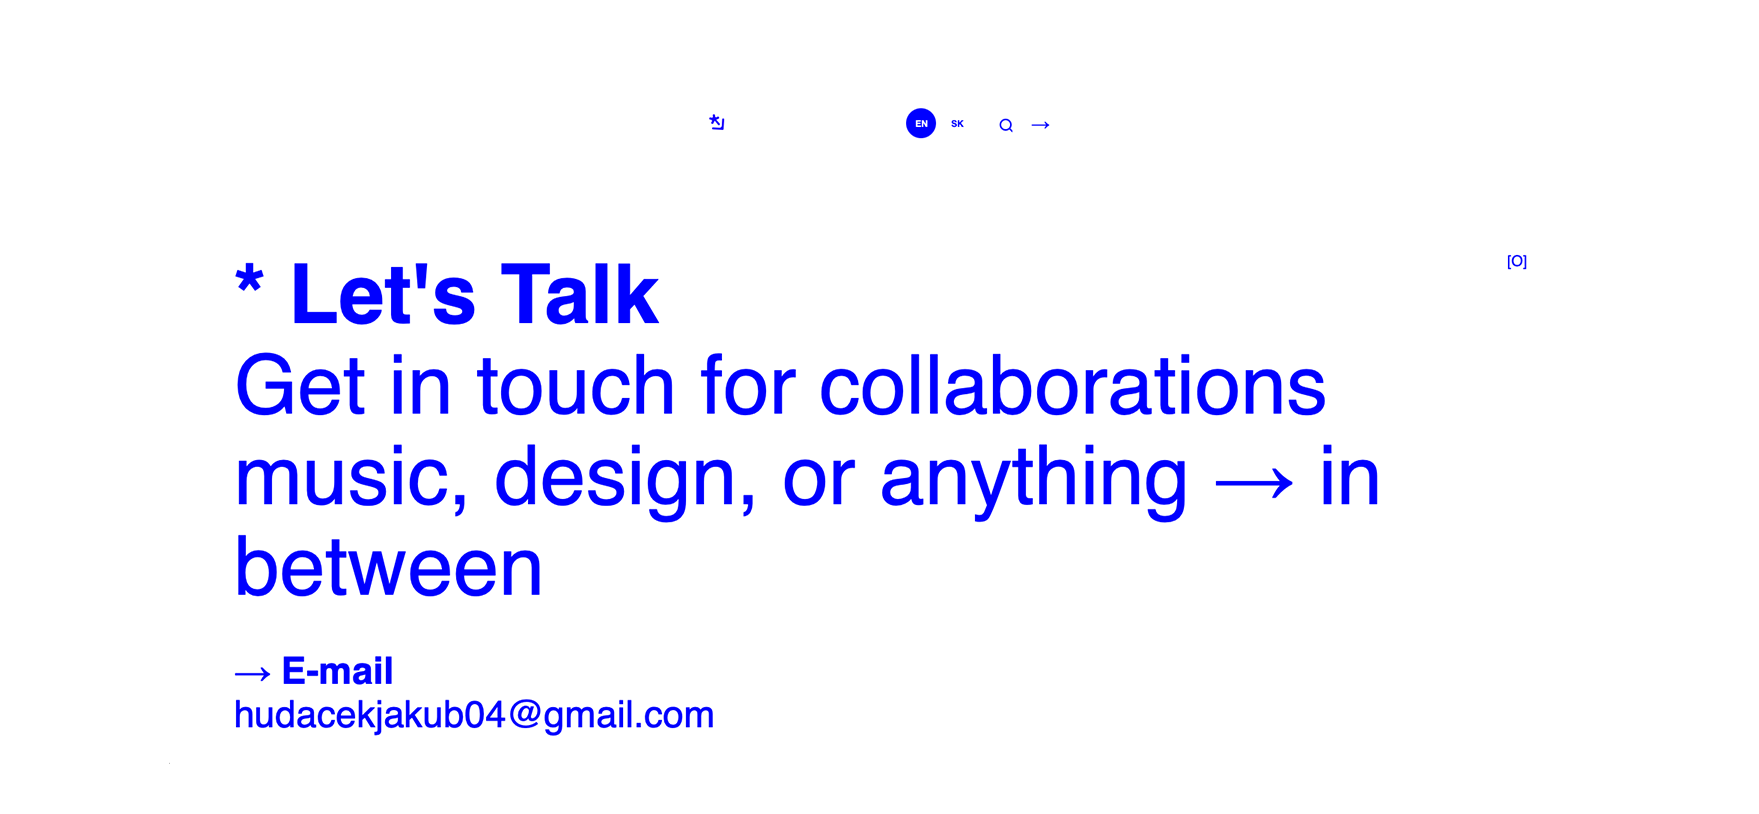 EN SK →
[O]
* Let's Talk
Get in touch for collaborations
music, design, or anything → in
between
→ E-mail
hudacekjakub04@gmail.com